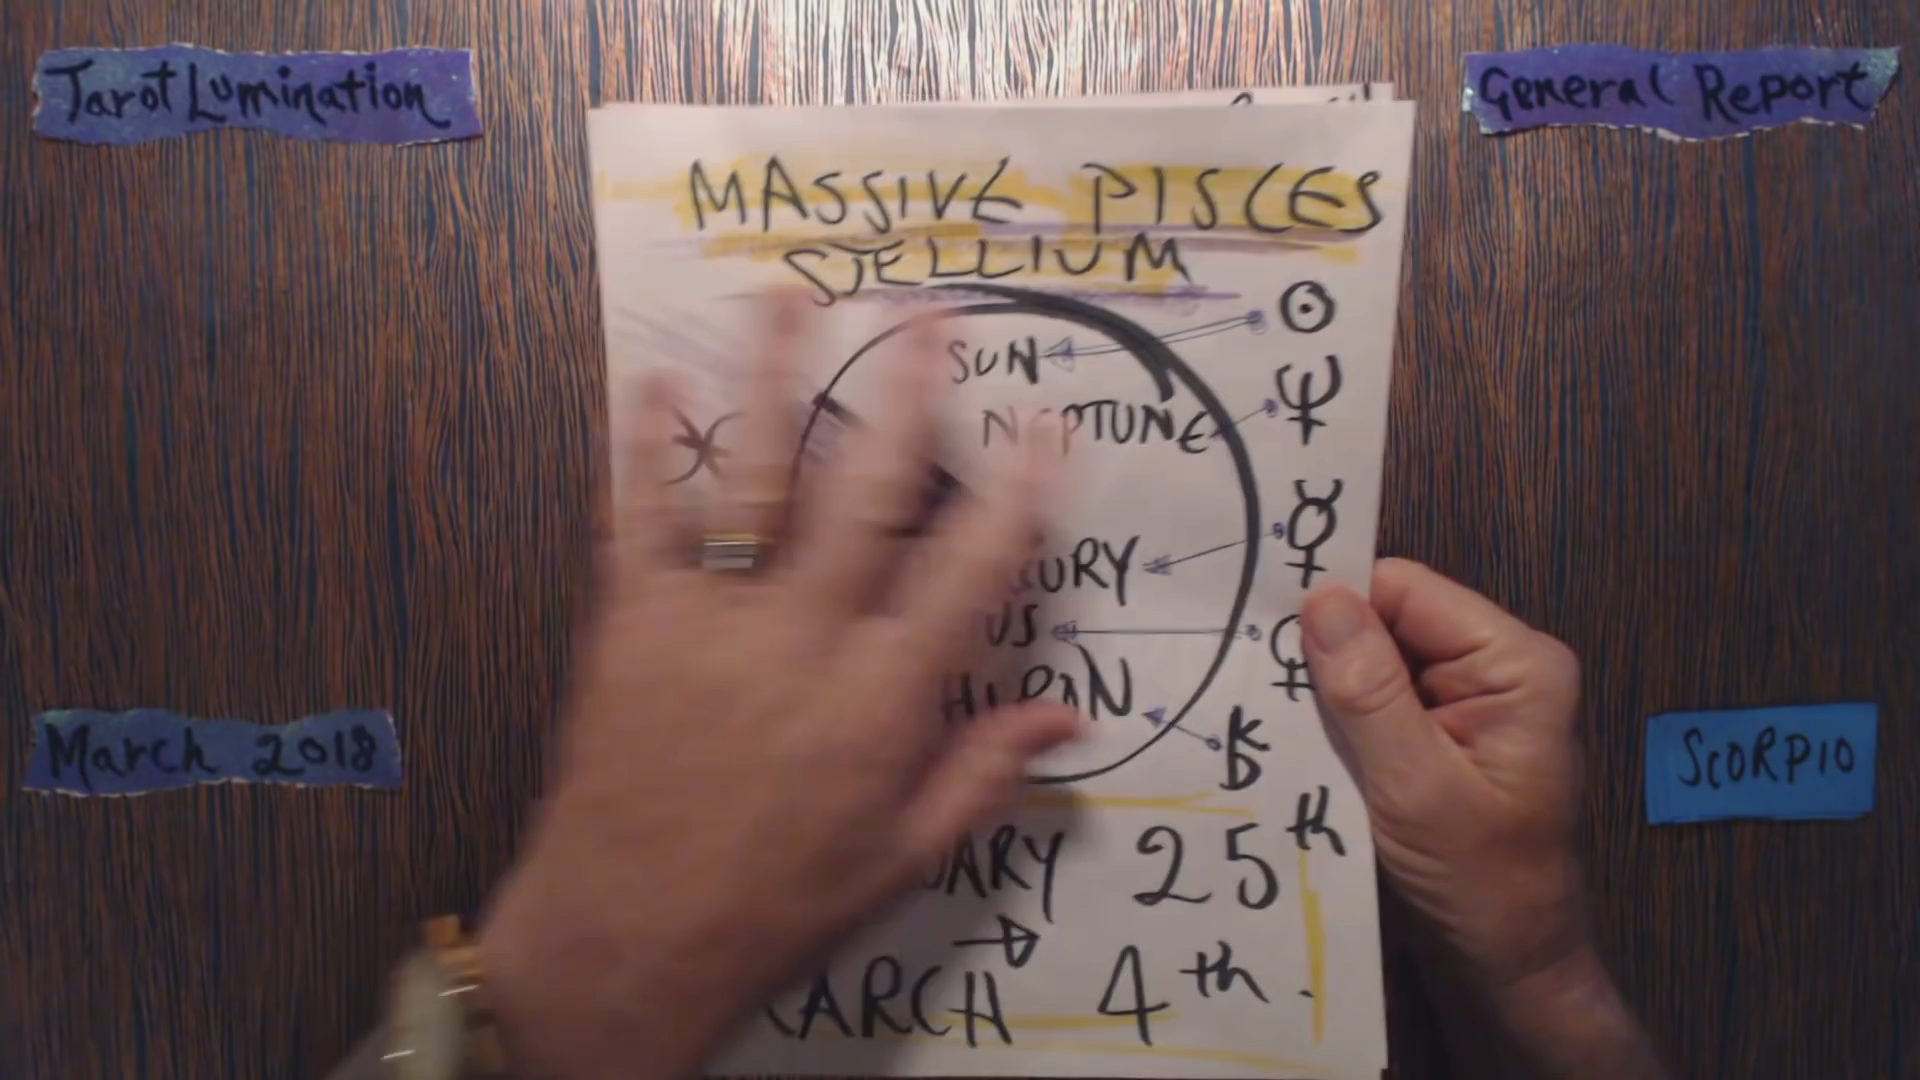 Tarot Lumination
General Report
MASSIVE PISCES
STELLIUM
SUN
NEPTUNE
March 2018
SCORPIO
25th
4th.